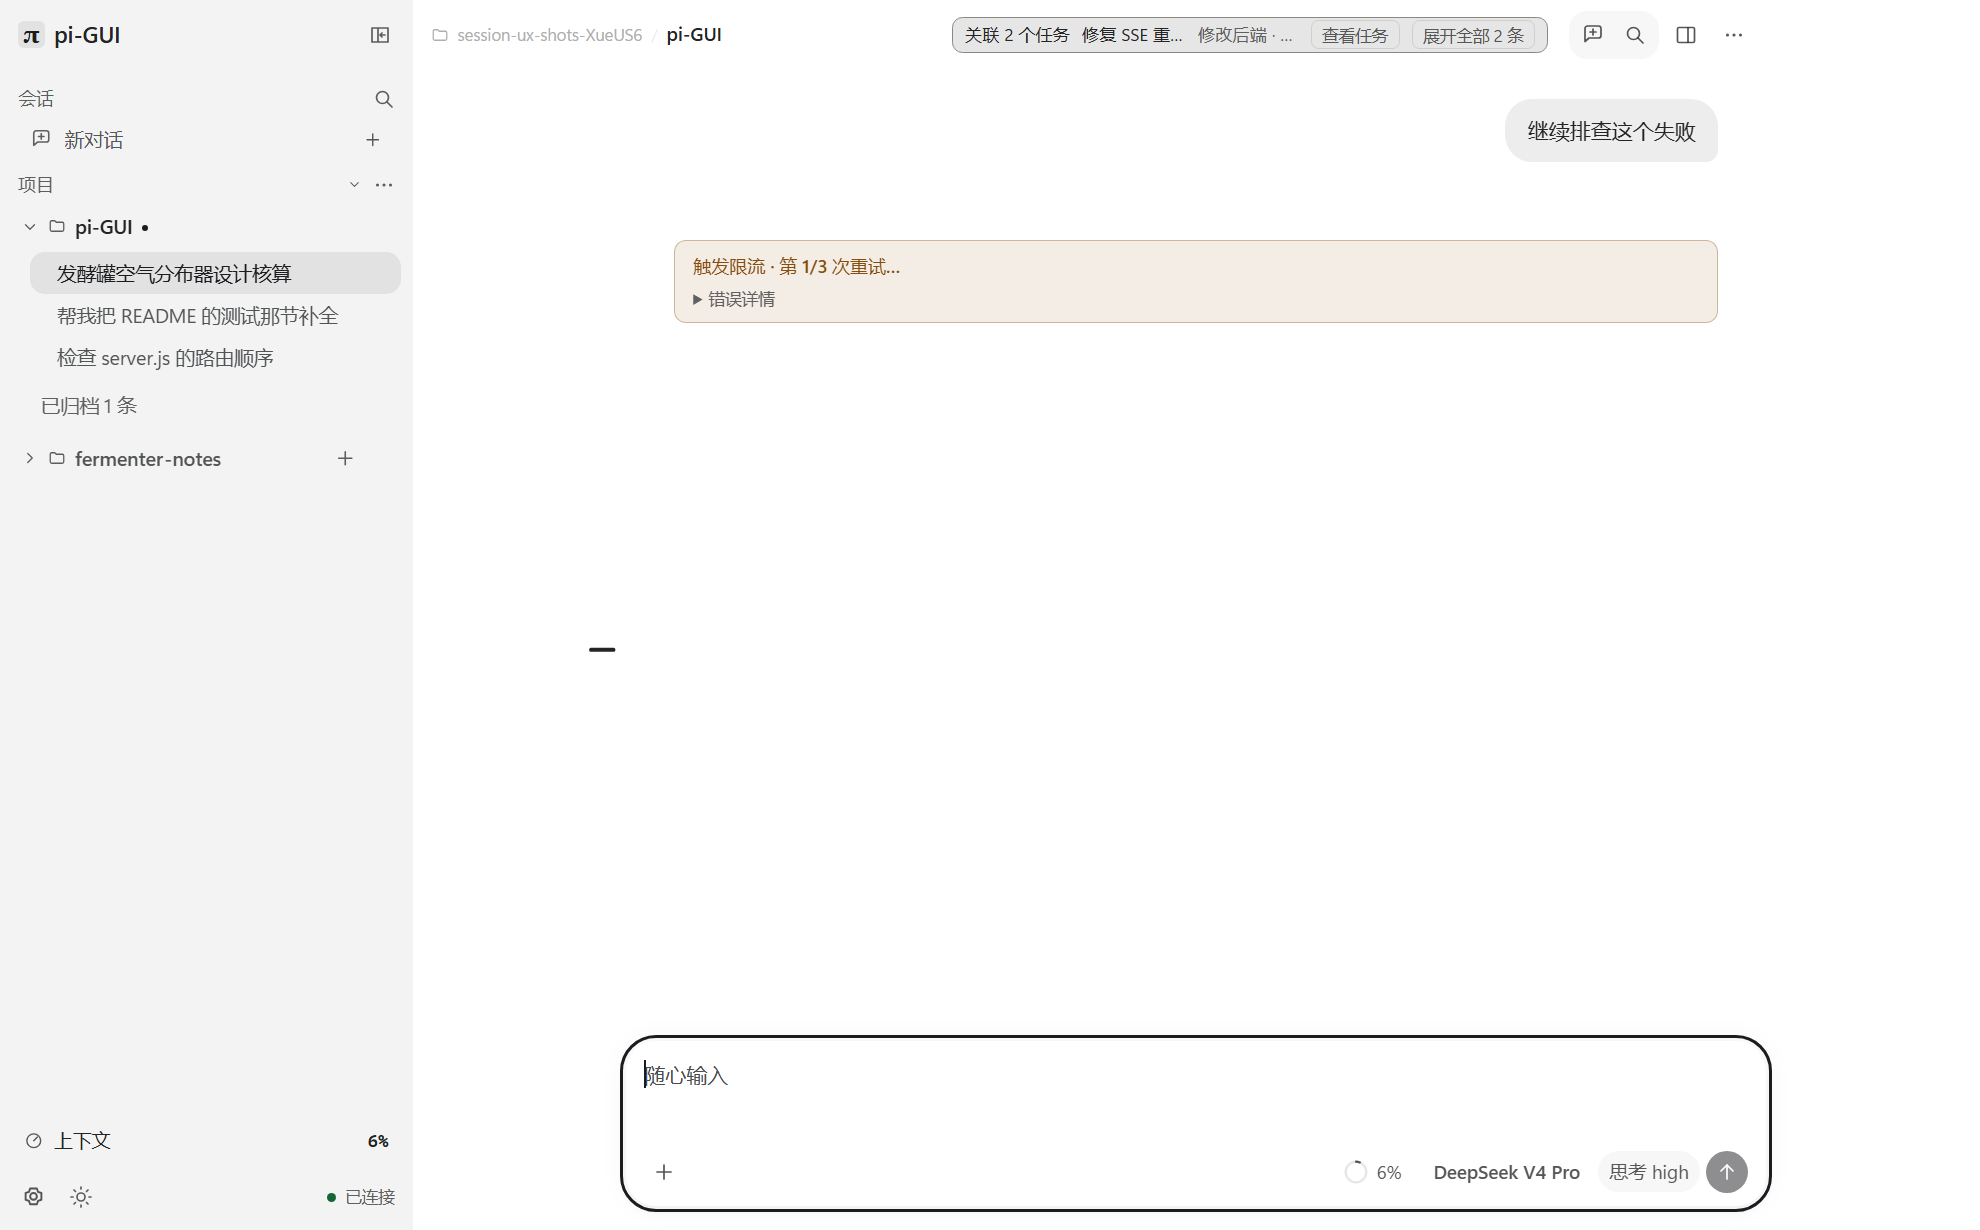 π pi-GUI
会话
新对话
项目
pi-GUI
发酵罐空气分布器设计核算
帮我把 README 的测试那节补全
检查 server.js 的路由顺序
已归档 1 条
fermenter-notes
上下文 6%
已连接
session-ux-shots-XueUS6 / pi-GUI
关联 2 个任务 修复 SSE 重... 修改后端 · ... 查看任务 展开全部 2 条
继续排查这个失败
触发限流 · 第 1/3 次重试...
错误详情
随心输入
6% DeepSeek V4 Pro 思考 high